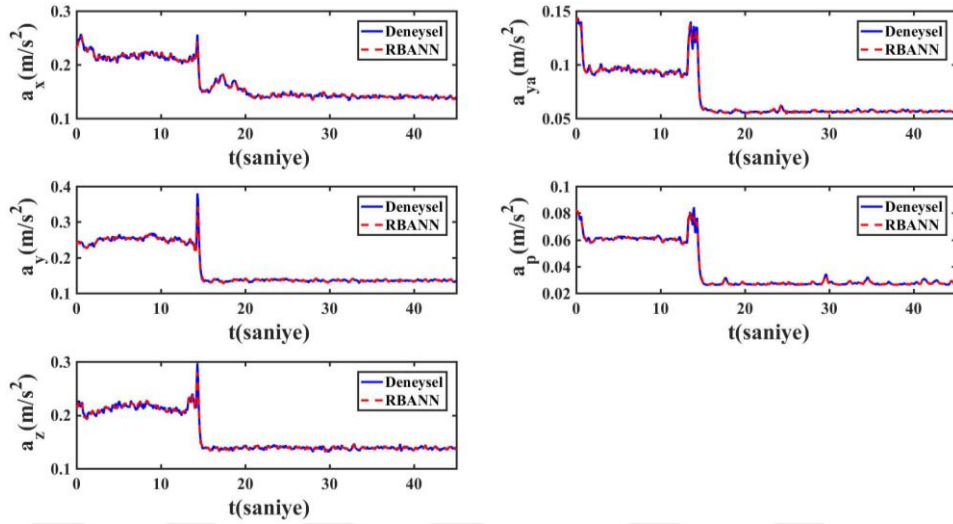 0.3
0.2
0.1
a_x(m/s^2)
Deneysel
RBANN
0 10 20 30 40
t(saniye)
0.15
0.1
0.05
a_ya(m/s^2)
Deneysel
RBANN
0 10 20 30 40
t(saniye)
0.4
0.3
0.2
0.1
a_y(m/s^2)
Deneysel
RBANN
0 10 20 30 40
t(saniye)
0.1
0.08
0.06
0.04
0.02
a_p(m/s^2)
Deneysel
RBANN
0 10 20 30 40
t(saniye)
0.3
0.2
0.1
a_z(m/s^2)
Deneysel
RBANN
0 10 20 30 40
t(saniye)